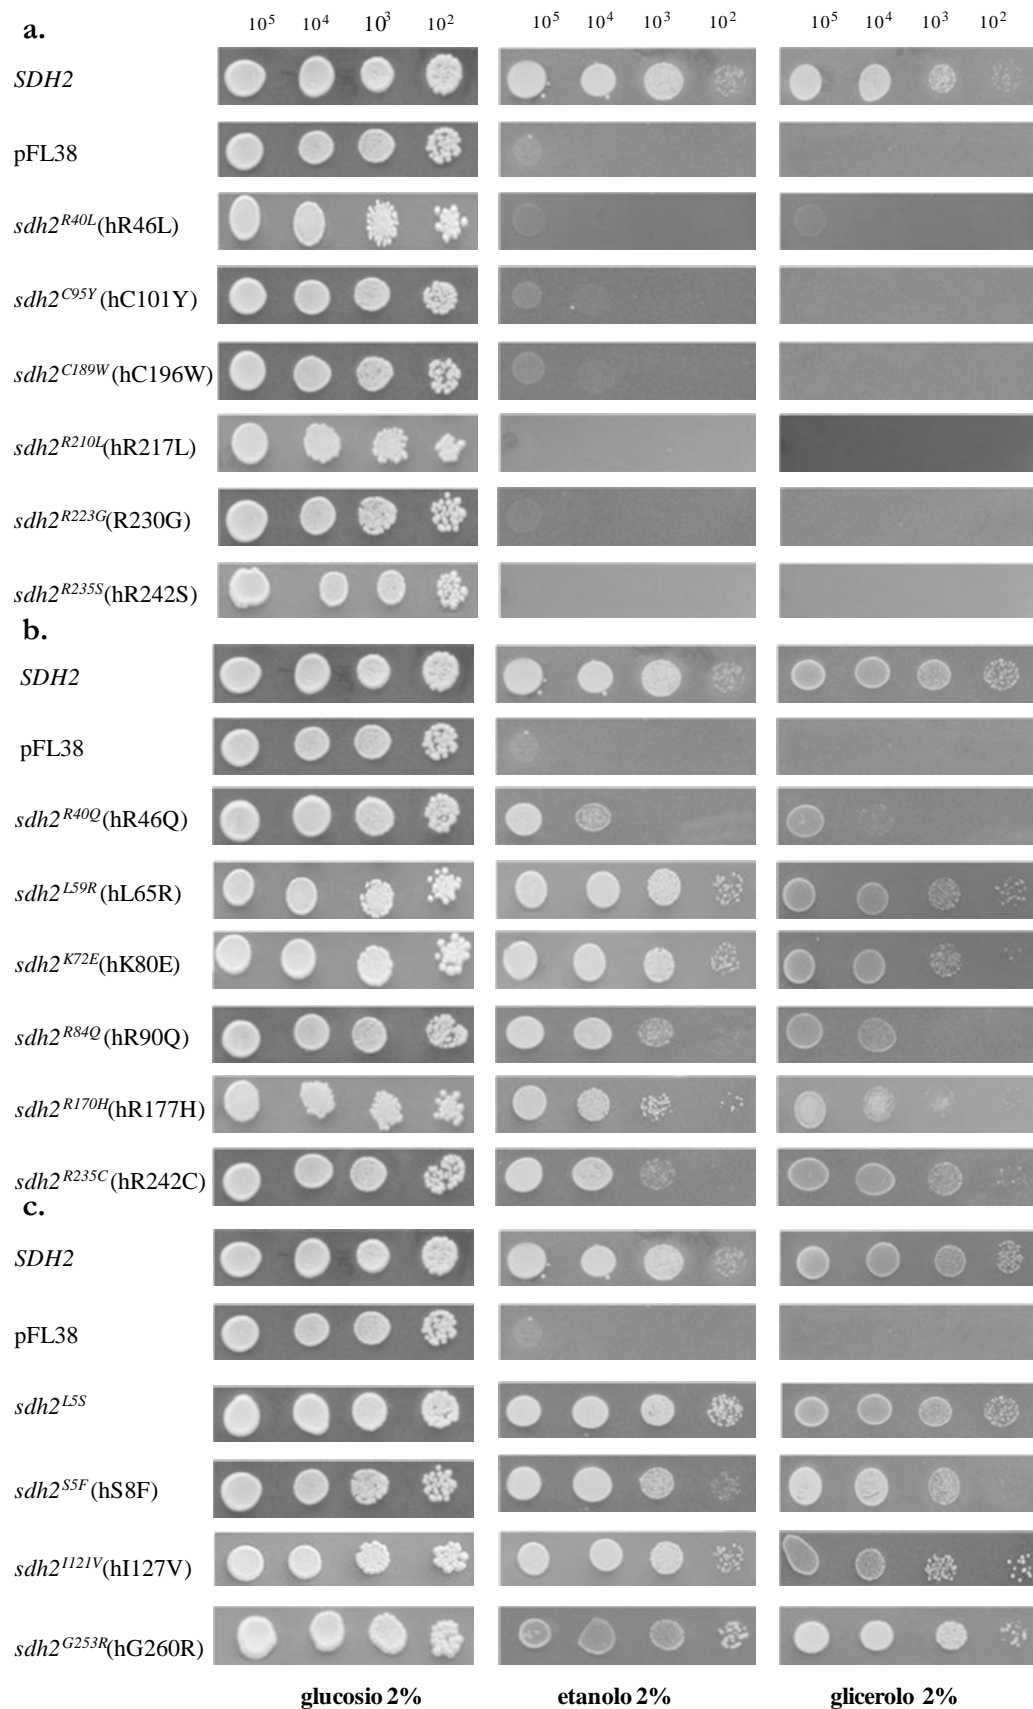 a.
10⁵ 10⁴ 10³ 10² 10⁵ 10⁴ 10³ 10² 10⁵ 10⁴ 10³ 10²
SDH2
pFL38
sdh2ᴿ⁴⁰ᴸ(hR46L)
sdh2ꟲ⁹⁵ʸ (hC101Y)
sdh2ꟲ¹⁸⁹ᵂ(hC196W)
sdh2ᴿ²¹⁰ᴸ(hR217L)
sdh2ᴿ²²³ᴳ(R230G)
sdh2ᴿ²³⁵ˢ(hR242S)
b.
SDH2
pFL38
sdh2ᴿ⁴⁰Q(hR46Q)
sdh2ᴸ⁵⁹ᴿ(hL65R)
sdh2ᴷ⁷²ᴱ(hK80E)
sdh2ᴿ⁸⁴Q (hR90Q)
sdh2ᴿ¹⁷⁰ᴴ(hR177H)
sdh2ᴿ²³⁵ꟲ(hR242C)
c.
SDH2
pFL38
sdh2ᴸ⁵ˢ
sdh2ˢ⁵ᶠ(hS8F)
sdh2ᴵ¹²¹ⱽ(hI127V)
sdh2ᴳ²⁵³ᴿ(hG260R)
glucosio 2% etanolo 2% glicerolo 2%